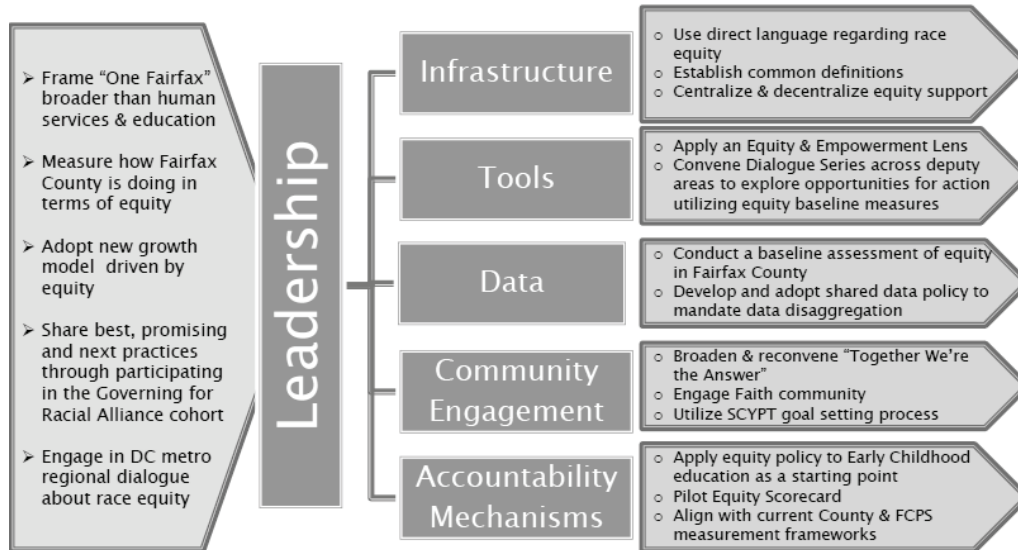 ➢ Frame “One Fairfax”
broader than human
services & education
➢ Measure how Fairfax
County is doing in
terms of equity
➢ Adopt new growth
model driven by
equity
➢ Share best, promising
and next practices
through participating
in the Governing for
Racial Alliance cohort
➢ Engage in DC metro
regional dialogue
about race equity
Leadership
Infrastructure
o Use direct language regarding race
equity
o Establish common definitions
o Centralize & decentralize equity support
Tools
o Apply an Equity & Empowerment Lens
o Convene Dialogue Series across deputy
areas to explore opportunities for action
utilizing equity baseline measures
Data
o Conduct a baseline assessment of equity
in Fairfax County
o Develop and adopt shared data policy to
mandate data disaggregation
Community
Engagement
o Broaden & reconvene “Together We’re
the Answer”
o Engage Faith community
o Utilize SCYPT goal setting process
Accountability
Mechanisms
o Apply equity policy to Early Childhood
education as a starting point
o Pilot Equity Scorecard
o Align with current County & FCPS
measurement frameworks